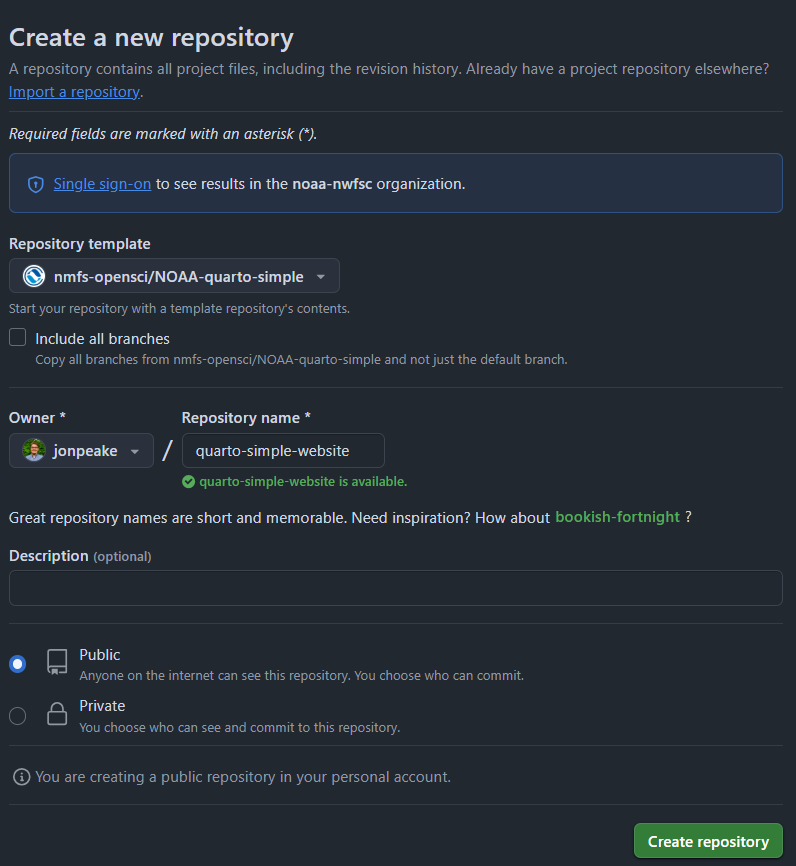 Create a new repository
A repository contains all project files, including the revision history. Already have a project repository elsewhere?
Import a repository.
Required fields are marked with an asterisk (*).
Single sign-on to see results in the noaa-nwfsc organization.
Repository template
nmfs-opensci/NOAA-quarto-simple
Start your repository with a template repository's contents.
Include all branches
Copy all branches from nmfs-opensci/NOAA-quarto-simple and not just the default branch.
Owner * Repository name *
jonpeake / quarto-simple-website
quarto-simple-website is available.
Great repository names are short and memorable. Need inspiration? How about bookish-fortnight ?
Description (optional)
Public
Anyone on the internet can see this repository. You choose who can commit.
Private
You choose who can see and commit to this repository.
You are creating a public repository in your personal account.
Create repository